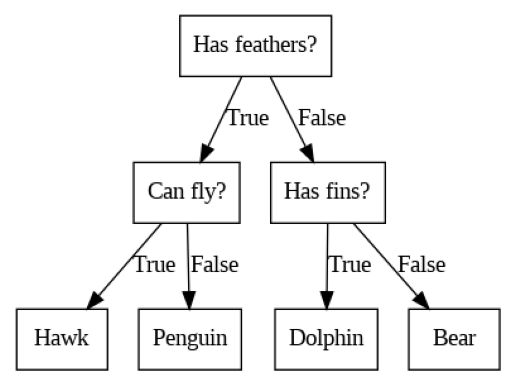 Has feathers?
True
False
Can fly?
Has fins?
True
False
True
False
Hawk
Penguin
Dolphin
Bear